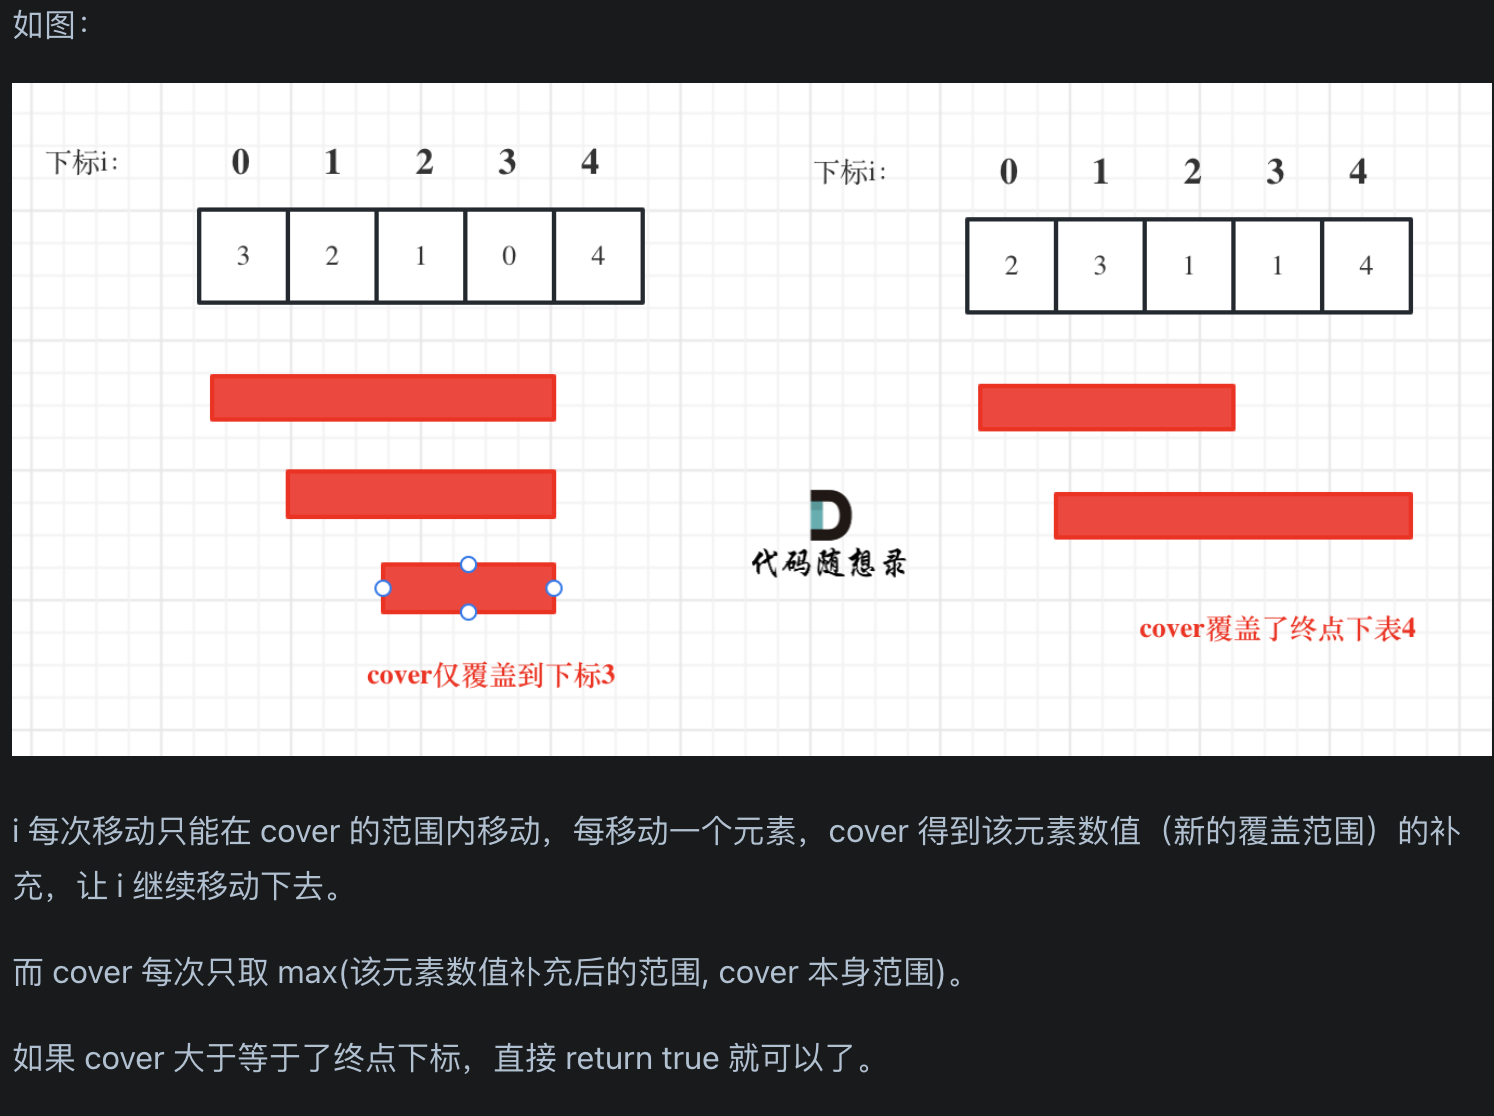 如图：
下标i: 0 1 2 3 4
3 2 1 0 4
下标i: 0 1 2 3 4
2 3 1 1 4
代码随想录
cover仅覆盖到下标3
cover覆盖了终点下表4
i 每次移动只能在 cover 的范围内移动，每移动一个元素，cover 得到该元素数值（新的覆盖范围）的补
充，让 i 继续移动下去。
而 cover 每次只取 max(该元素数值补充后的范围, cover 本身范围)。
如果 cover 大于等于了终点下标，直接 return true 就可以了。